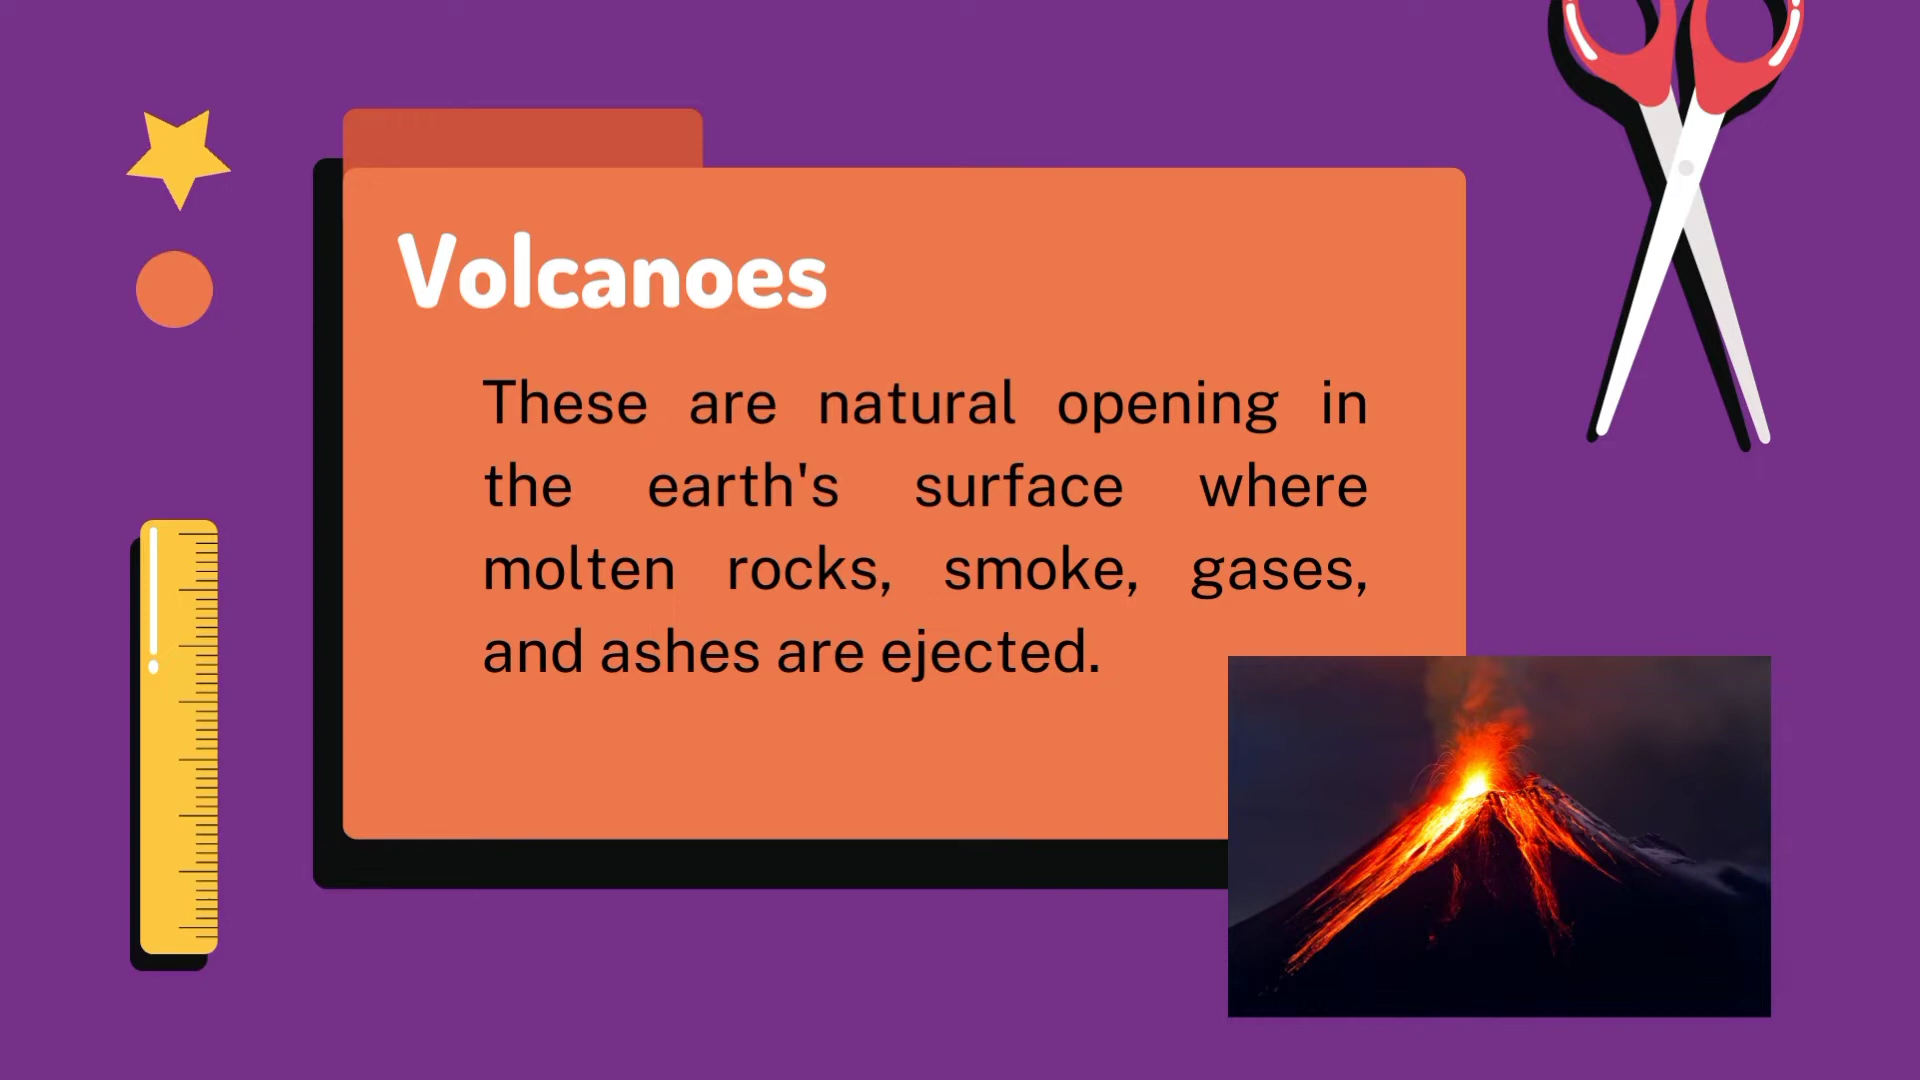 Volcanoes
These are natural opening in
the earth's surface where
molten rocks, smoke, gases,
and ashes are ejected.